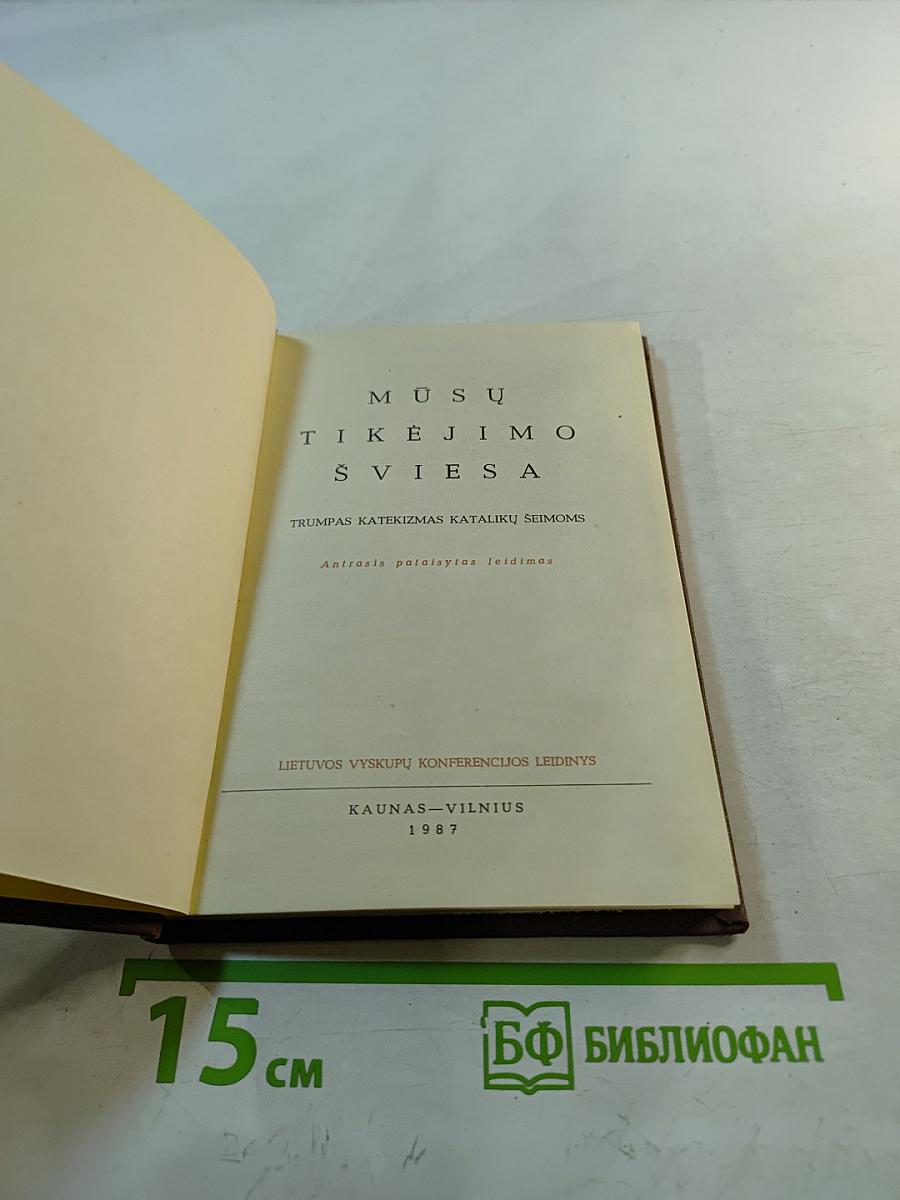 MŪSŲ
TIKĖJIMO
ŠVIESA
TRUMPAS KATEKIZMAS KATALIKŲ ŠEIMOMS
Antrasis pataisytas leidimas
LIETUVOS VYSKUPŲ KONFERENCIJOS LEIDINYS
KAUNAS—VILNIUS
1987
15 см
БФ БИБЛИОФАН